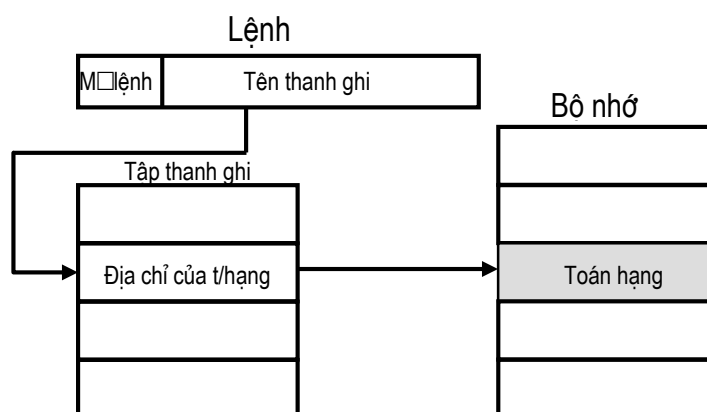 Lệnh
M□lệnh
Tên thanh ghi
Bộ nhớ
Tập thanh ghi
Địa chỉ của t/hạng
Toán hạng